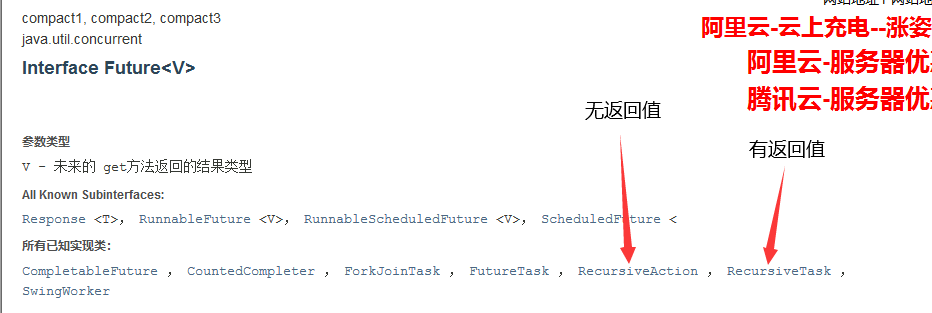 网站地址
compact1, compact2, compact3
阿里云-云上充电--涨姿
java.util.concurrent
阿里云-服务器优
Interface Future<V>
腾讯云-服务器优
无返回值
参数类型
有返回值
V - 未来的 get方法返回的结果类型
All Known Subinterfaces:
Response <T>, RunnableFuture <V>, RunnableScheduledFuture <V>, ScheduledFuture <
所有已知实现类:
CompletableFuture , CountedCompleter , ForkJoinTask , FutureTask , RecursiveAction , RecursiveTask ,
SwingWorker